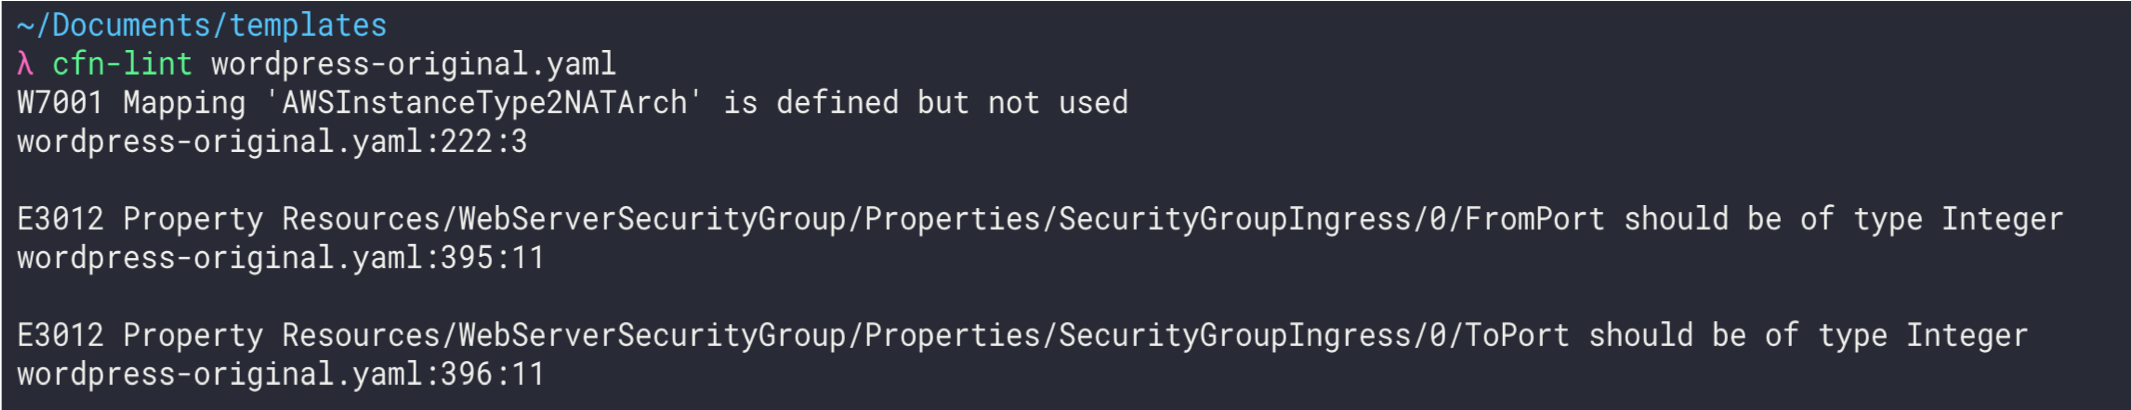 ~/Documents/templates
λ cfn-lint wordpress-original.yaml
W7001 Mapping 'AWSInstanceType2NATArch' is defined but not used
wordpress-original.yaml:222:3
E3012 Property Resources/WebServerSecurityGroup/Properties/SecurityGroupIngress/0/FromPort should be of type Integer
wordpress-original.yaml:395:11
E3012 Property Resources/WebServerSecurityGroup/Properties/SecurityGroupIngress/0/ToPort should be of type Integer
wordpress-original.yaml:396:11